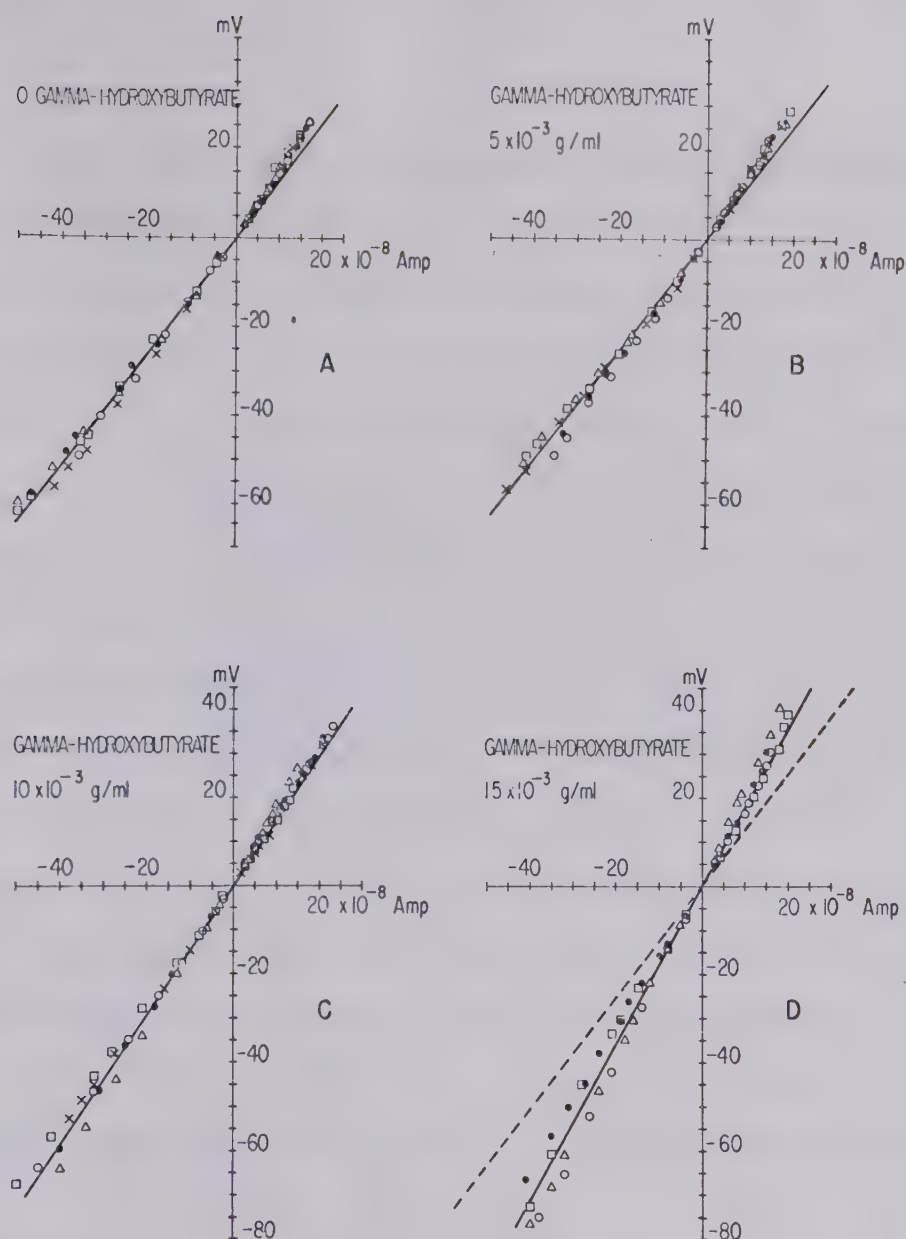 mV
O GAMMA-HYDROXYBUTYRATE
20
-40 -20
20 x 10⁻⁸ Amp
-20
A
-40
-60
mV
GAMMA-HYDROXYBUTYRATE
5 x10⁻³ g/ml
20
-40 -20
20 x 10⁻⁸ Amp
-20
B
-40
-60
mV
40
GAMMA-HYDROXYBUTYRATE
10 x10⁻³ g/ml
20
-40 -20
20 x 10⁻⁸ Amp
-20
C
-40
-60
-80
mV
40
GAMMA-HYDROXYBUTYRATE
15 x10⁻³ g/ml
20
-40 -20
20 x 10⁻⁸ Amp
-20
D
-40
-60
-80